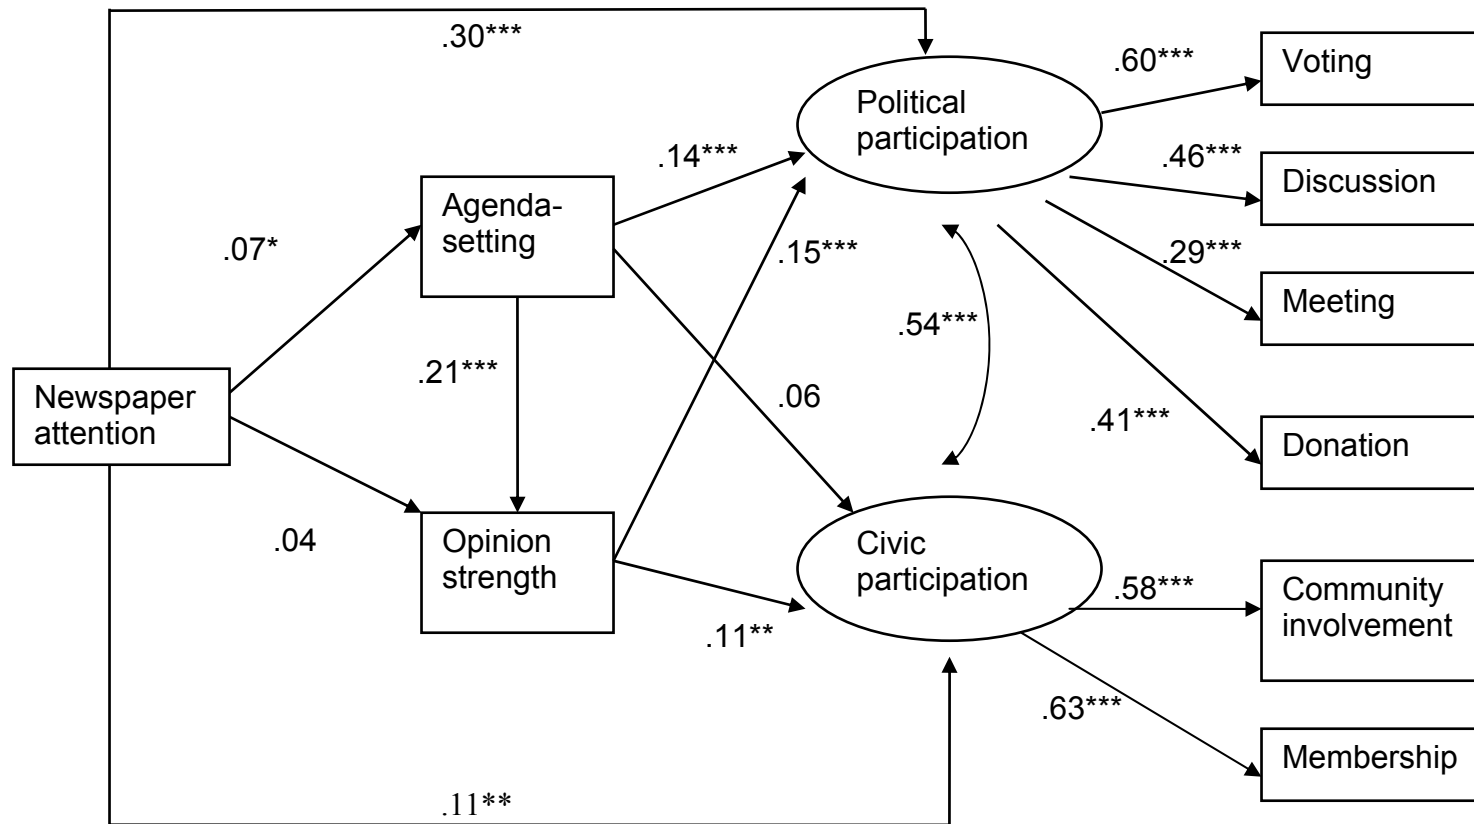 .30***
Political
participation
.60***
Voting
.14***
.46***
Discussion
Agenda-
setting
.07*
.15***
.29***
Meeting
.54***
.21***
Newspaper
attention
.06
.41***
Donation
.04
Opinion
strength
Civic
participation
.11**
.58***
Community
involvement
.63***
Membership
.11**